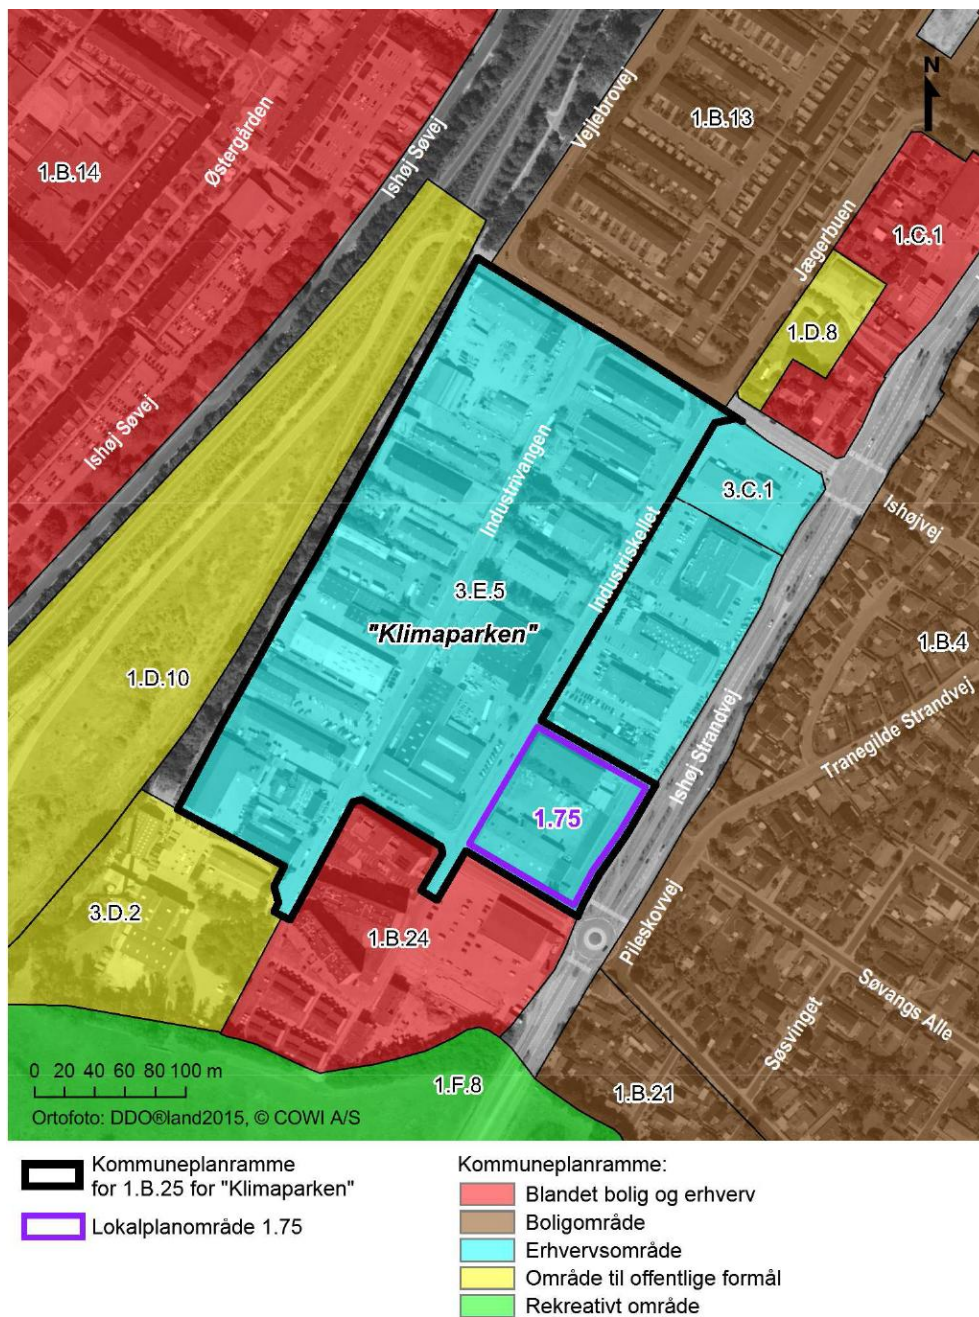 N
Vejlebrovej
1.B.13
Østergården
Ishøj Søvej
1.B.14
Jægerbuen
1.C.1
1.D.8
Ishøj Søvej
Industrivangen
3.C.1
Ishøjvej
Industriskellet
3.E.5
"Klimaparken"
1.B.4
1.D.10
Tranegilde Strandvej
Ishøj Strandvej
1.75
Pileskovvej
3.D.2
1.B.24
Søvangs Alle
Søsvinget
0 20 40 60 80 100 m
1.F.8
1.B.21
Ortofoto: DDO®land2015, © COWI A/S
Kommuneplanramme
for 1.B.25 for "Klimaparken"
Lokalplanområde 1.75
Kommuneplanramme:
Blandet bolig og erhverv
Boligområde
Erhvervsområde
Område til offentlige formål
Rekreativt område